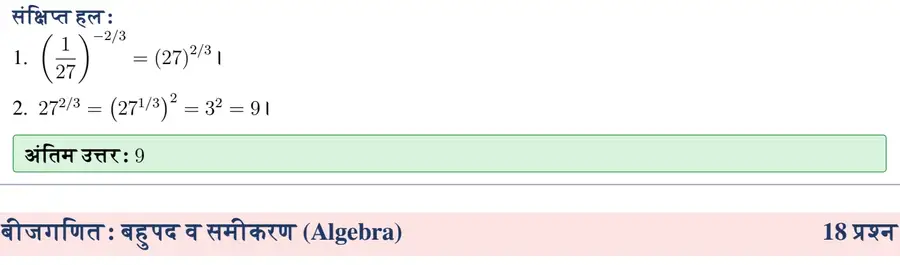 संक्षिप्त हल :
1. (1/27)^{-2/3} = (27)^{2/3}।
2. 27^{2/3} = (27^{1/3})^2 = 3^2 = 9।
अंतिम उत्तर : 9
बीजगणित : बहुपद व समीकरण (Algebra) 18 प्रश्न